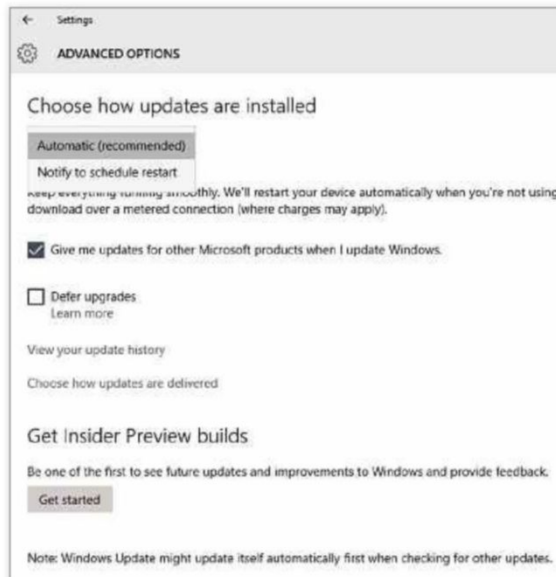 Settings
ADVANCED OPTIONS
Choose how updates are installed
Automatic (recommended)
Notify to schedule restart
Keep everything running smoothly. We'll restart your device automatically when you're not using
download over a metered connection (where charges may apply).
Give me updates for other Microsoft products when I update Windows.
Defer upgrades
Learn more
View your update history
Choose how updates are delivered
Get Insider Preview builds
Be one of the first to see future updates and improvements to Windows and provide feedback.
Get started
Note: Windows Update might update itself automatically first when checking for other updates.